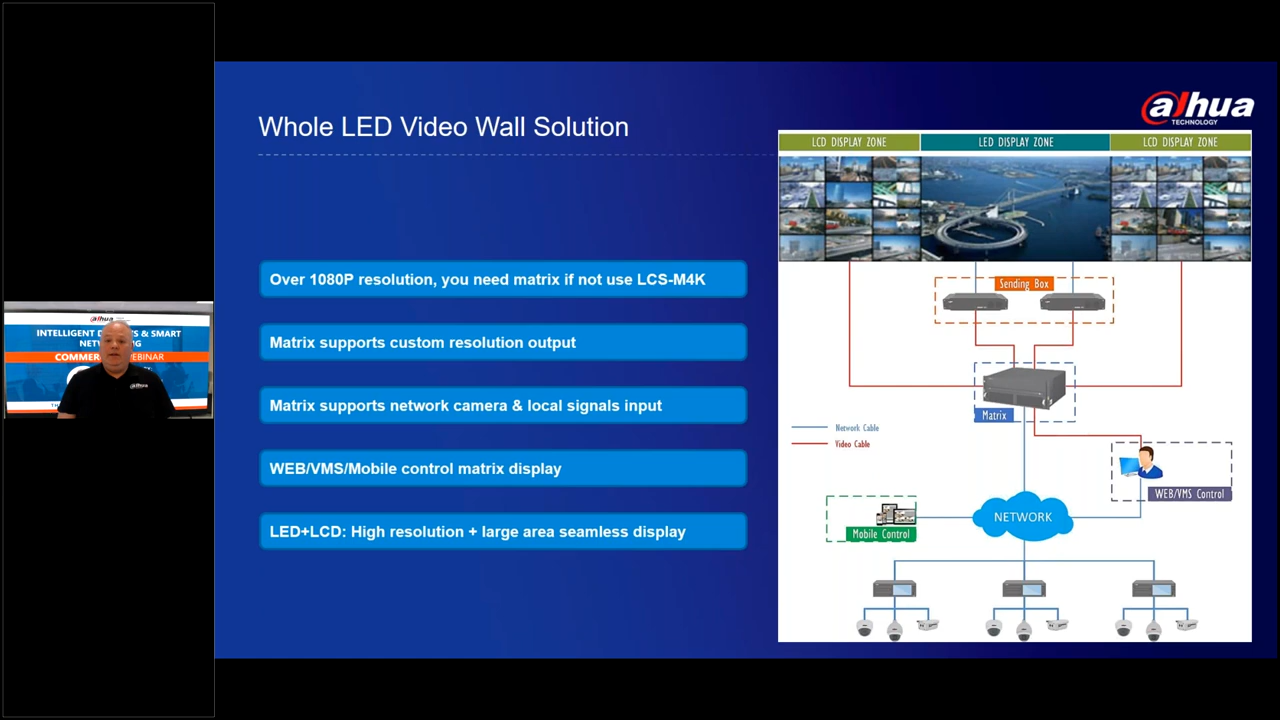 Whole LED Video Wall Solution
alhua
TECHNOLOGY
Over 1080P resolution, you need matrix if not use LCS-M4K
Matrix supports custom resolution output
Matrix supports network camera & local signals input
WEB/VMS/Mobile control matrix display
LED+LCD: High resolution + large area seamless display
LCD DISPLAY ZONE
LED DISPLAY ZONE
LCD DISPLAY ZONE
Sending Box
Matrix
Network Cable
Video Cable
WEB/VMS Control
NETWORK
Mobile Control
alhua
INTELLIGENT & SMART
COMMER WEBINAR
alhua